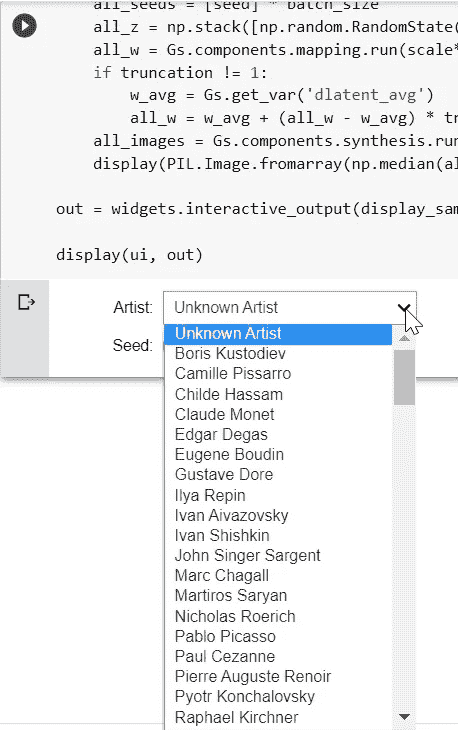 all_seeds = [seed] * batch_size
all_z = np.stack([np.random.RandomState(
all_w = Gs.components.mapping.run(scale*
if truncation != 1:
w_avg = Gs.get_var('dlatent_avg')
all_w = w_avg + (all_w - w_avg) * tr
all_images = Gs.components.synthesis.run
display(PIL.Image.fromarray(np.median(al
out = widgets.interactive_output(display_sam
display(ui, out)
Artist: Unknown Artist
Unknown Artist
Seed:
Boris Kustodiev
Camille Pissarro
Childe Hassam
Claude Monet
Edgar Degas
Eugene Boudin
Gustave Dore
Ilya Repin
Ivan Aivazovsky
Ivan Shishkin
John Singer Sargent
Marc Chagall
Martiros Saryan
Nicholas Roerich
Pablo Picasso
Paul Cezanne
Pierre Auguste Renoir
Pyotr Konchalovsky
Raphael Kirchner